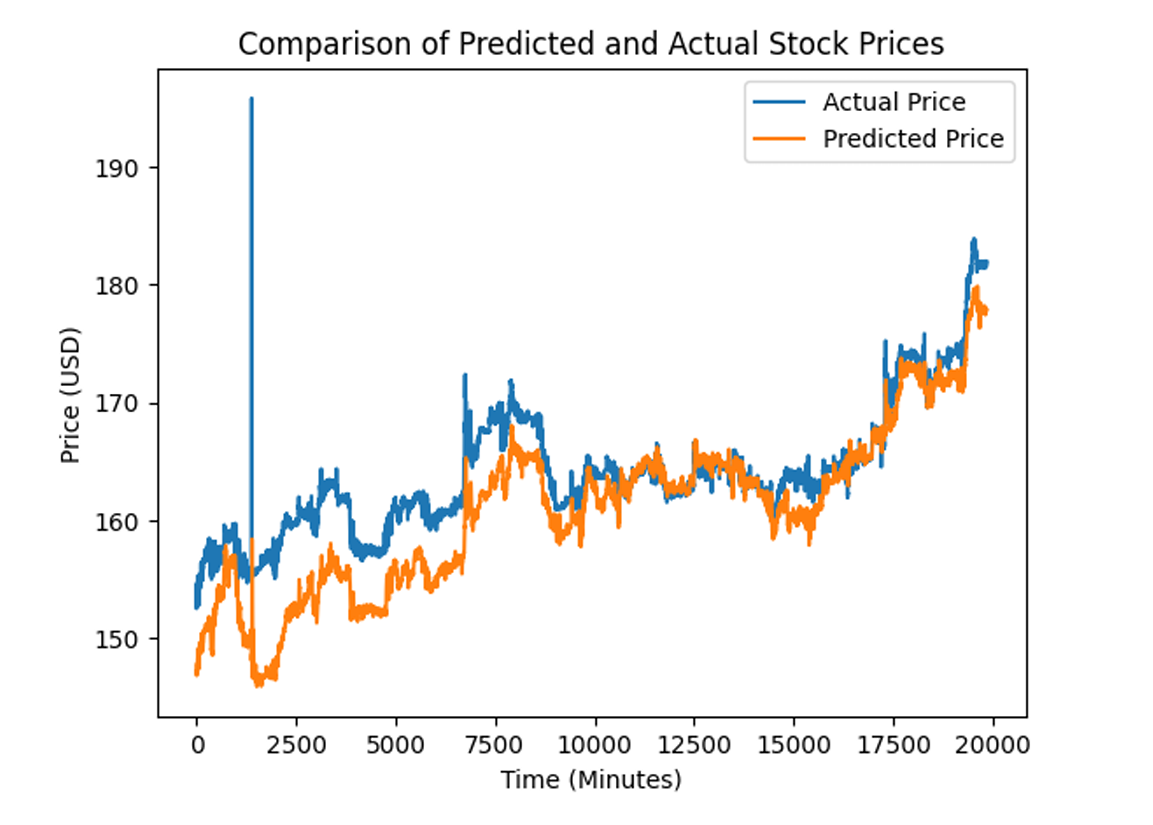 Comparison of Predicted and Actual Stock Prices
Actual Price
Predicted Price
190
180
170
160
150
Price (USD)
0 2500 5000 7500 10000 12500 15000 17500 20000
Time (Minutes)